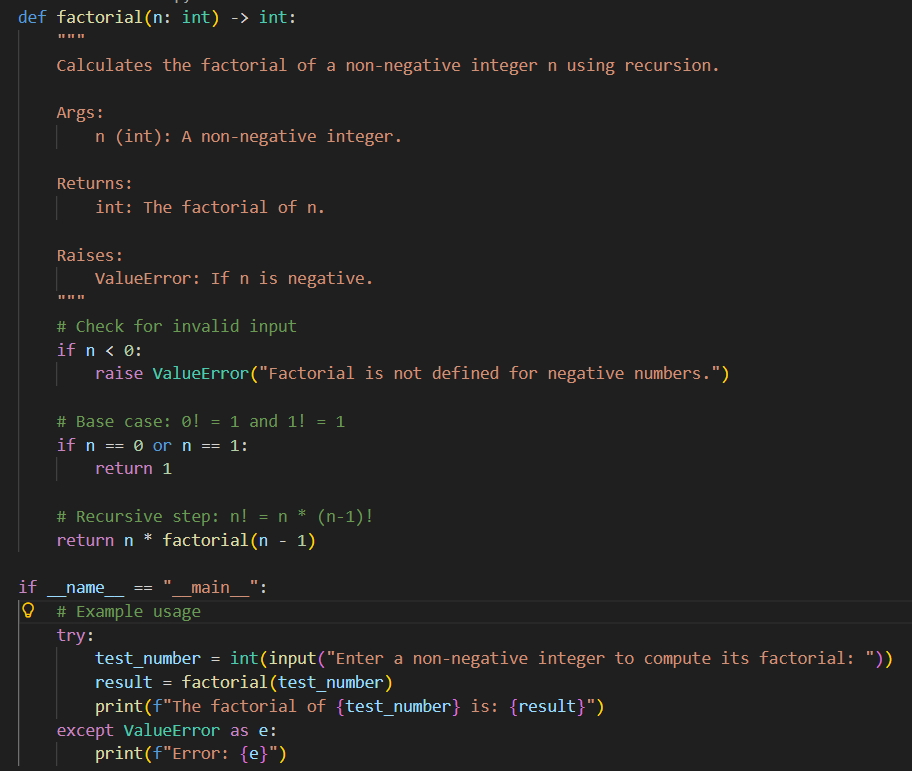 def factorial(n: int) -> int:
    """
    Calculates the factorial of a non-negative integer n using recursion.

    Args:
        n (int): A non-negative integer.

    Returns:
        int: The factorial of n.

    Raises:
        ValueError: If n is negative.
    """
    # Check for invalid input
    if n < 0:
        raise ValueError("Factorial is not defined for negative numbers.")

    # Base case: 0! = 1 and 1! = 1
    if n == 0 or n == 1:
        return 1

    # Recursive step: n! = n * (n-1)!
    return n * factorial(n - 1)

if __name__ == "__main__":
    # Example usage
    try:
        test_number = int(input("Enter a non-negative integer to compute its factorial: "))
        result = factorial(test_number)
        print(f"The factorial of {test_number} is: {result}")
    except ValueError as e:
        print(f"Error: {e}")